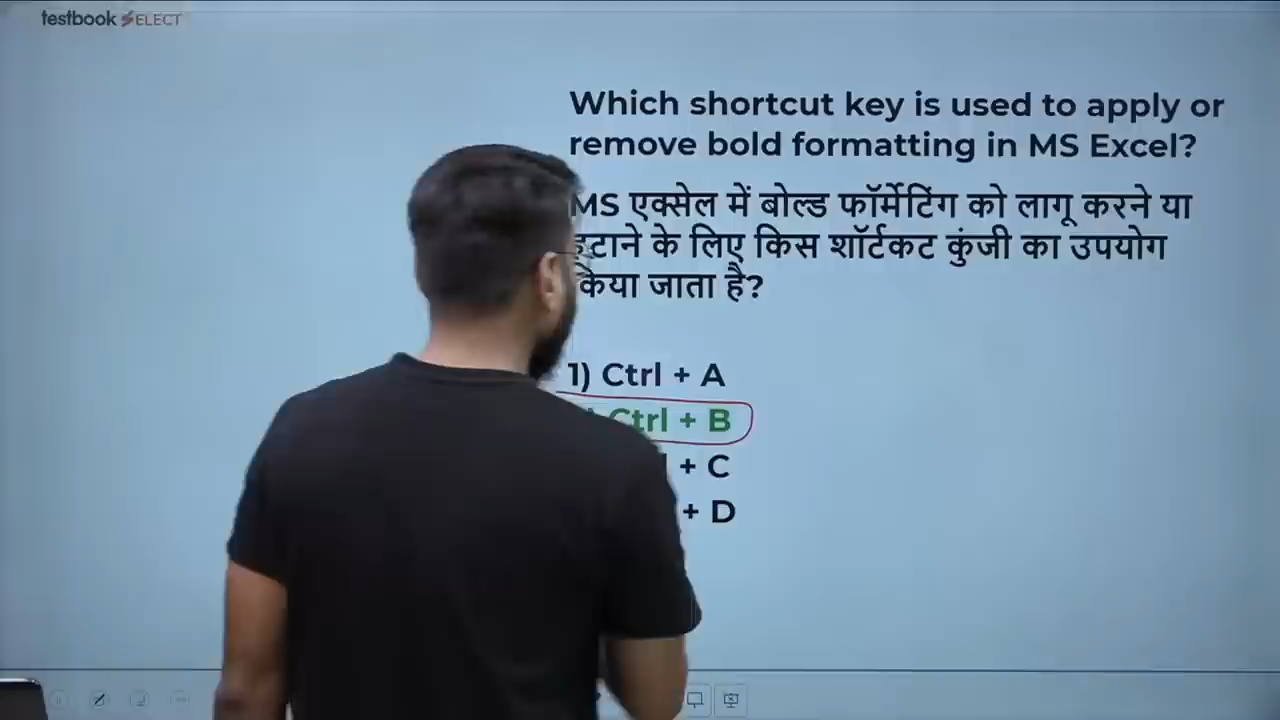 testbook SELECT
Which shortcut key is used to apply or
remove bold formatting in MS Excel?
MS एक्सेल में बोल्ड फॉर्मेटिंग को लागू करने या
हटाने के लिए किस शॉर्टकट कुंजी का उपयोग
किया जाता है?
1) Ctrl + A
Ctrl + B
+ C
+ D